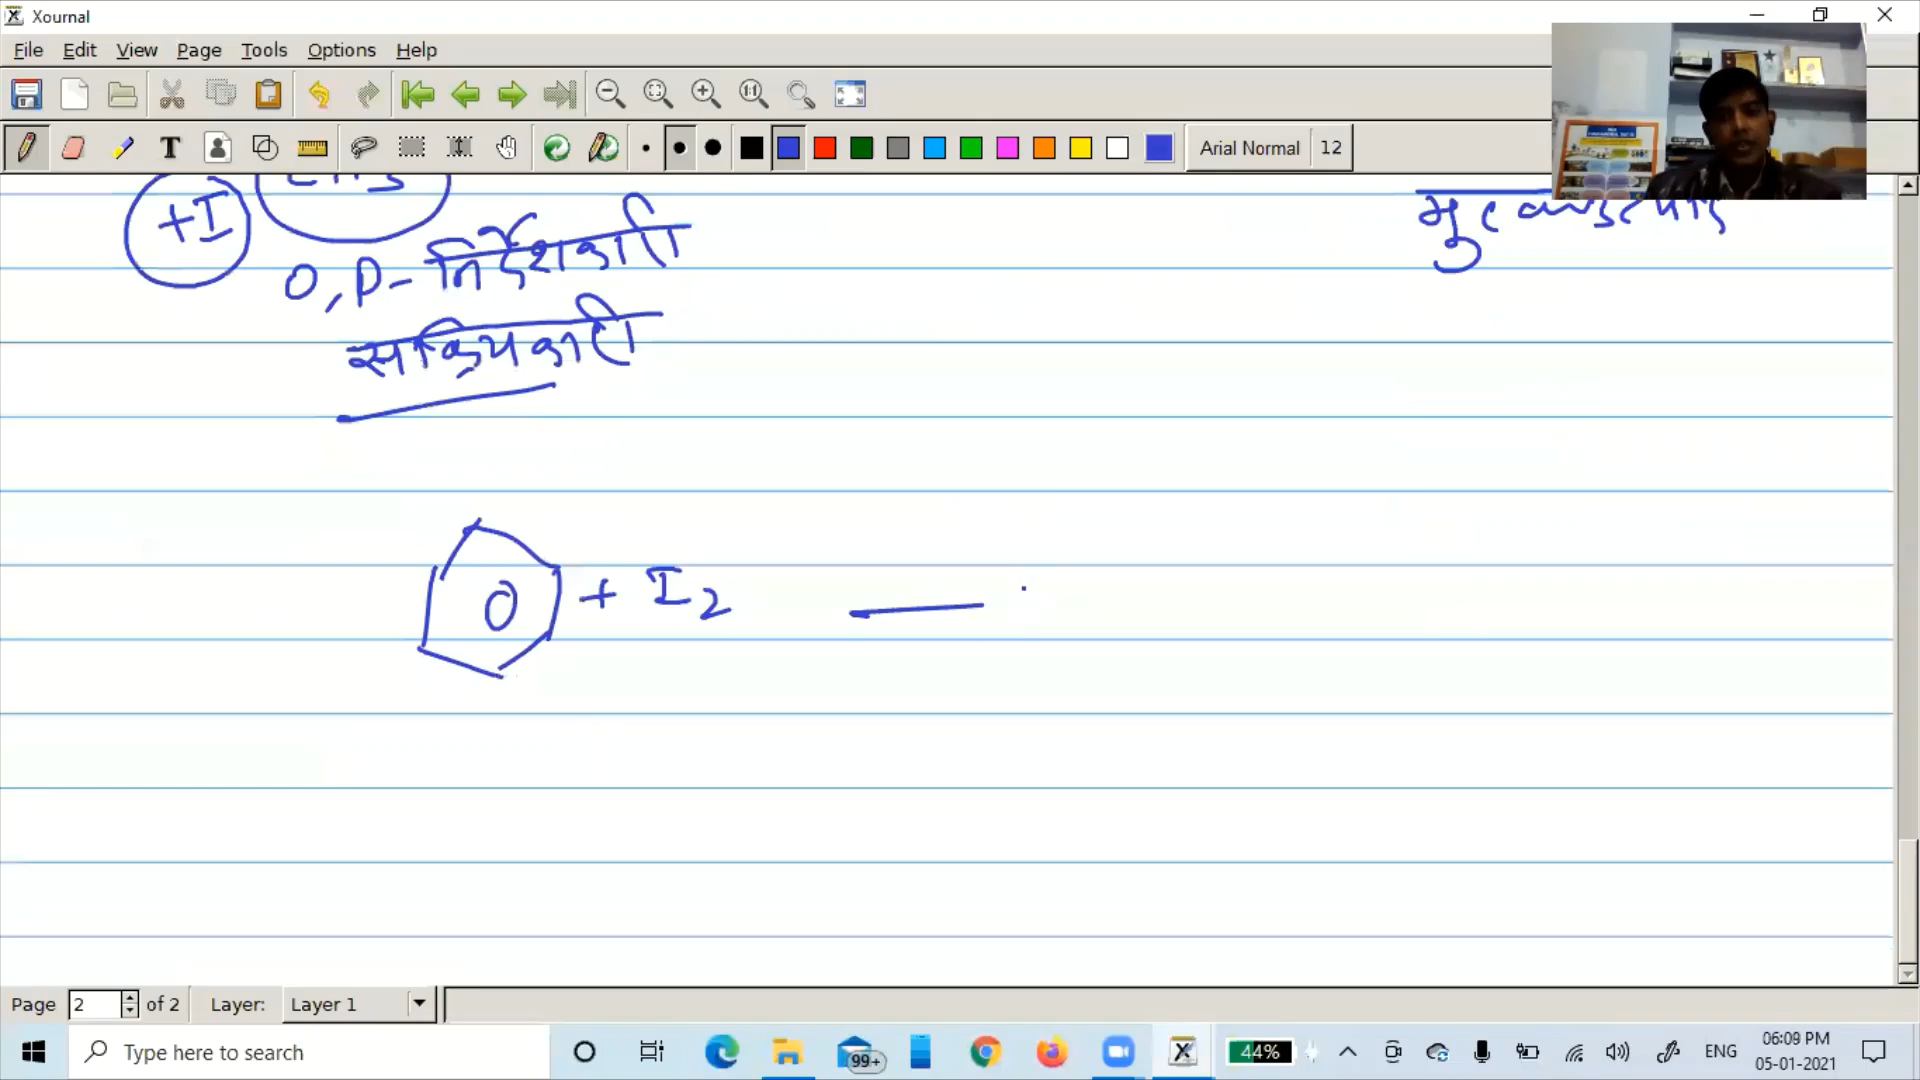 Xournal
File Edit View Page Tools Options Help
Arial Normal 12
+I
O, P- निर्देशकारी
सक्रियकारी
+ I2
Page 2 of 2 Layer: Layer 1
Type here to search
99+
44%
ENG
06:09 PM
05-01-2021